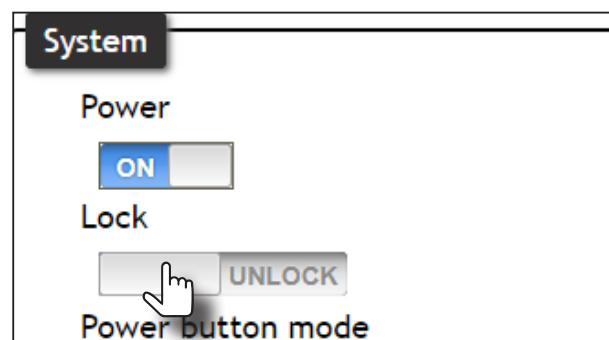 System
Power
ON
Lock
UNLOCK
Power button mode